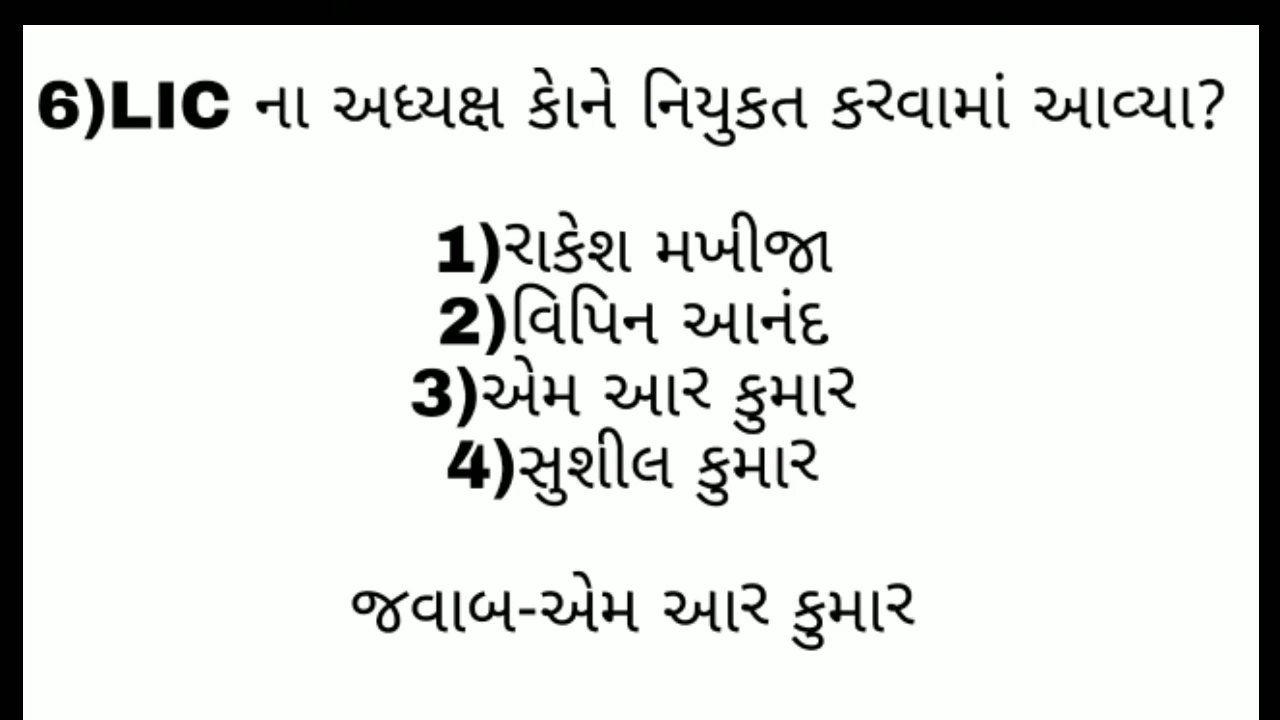 6)LIC ના અધ્યક્ષ કોને નિયુકત કરવામાં આવ્યા?
1)રાકેશ મખીજા
2)વિપિન આનંદ
3)એમ આર કુમાર
4)સુશીલ કુમાર
જવાબ-એમ આર કુમાર